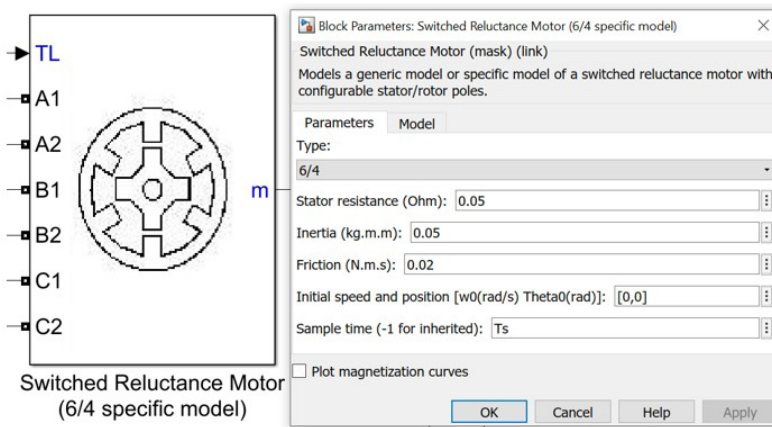 TL
A1
A2
B1
B2
C1
C2
m
Switched Reluctance Motor
(6/4 specific model)
Block Parameters: Switched Reluctance Motor (6/4 specific model)
Switched Reluctance Motor (mask) (link)
Models a generic model or specific model of a switched reluctance motor with
configurable stator/rotor poles.
Parameters Model
Type:
6/4
Stator resistance (Ohm): 0.05
Inertia (kg.m.m): 0.05
Friction (N.m.s): 0.02
Initial speed and position [w0(rad/s) Theta0(rad)]: [0,0]
Sample time (-1 for inherited): Ts
Plot magnetization curves
OK Cancel Help Apply